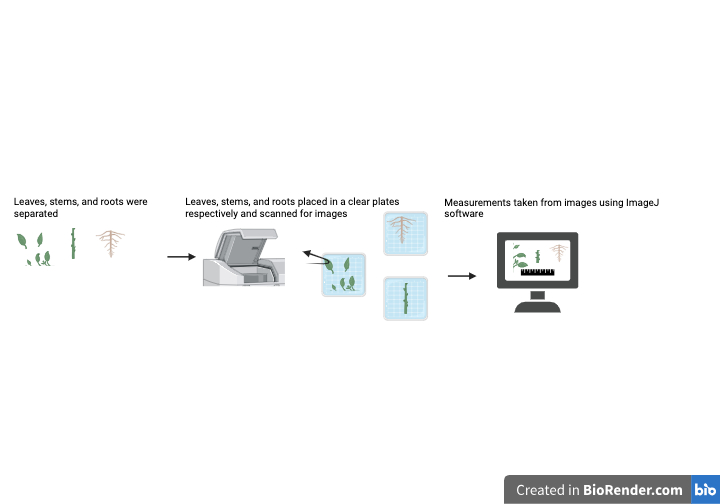 Leaves, stems, and roots were
separated
Leaves, stems, and roots placed in a clear plates
respectively and scanned for images
Measurements taken from images using ImageJ
software
Created in BioRender.com bio